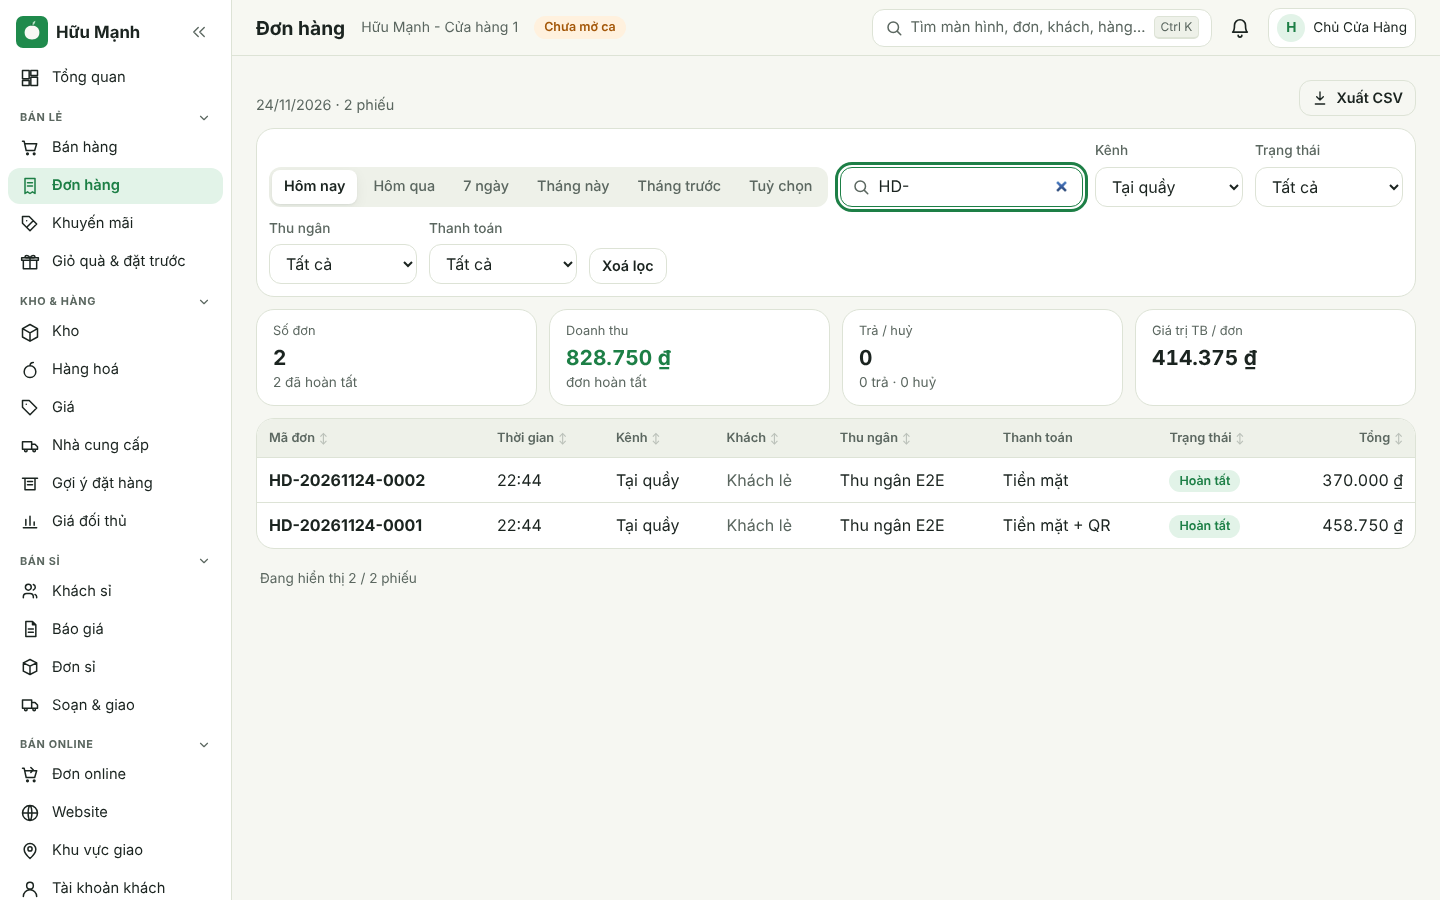 Hữu Mạnh
Tổng quan
BÁN LẺ
Bán hàng
Đơn hàng
Khuyến mãi
Giỏ quà & đặt trước
KHO & HÀNG
Kho
Hàng hoá
Giá
Nhà cung cấp
Gợi ý đặt hàng
Giá đối thủ
BÁN SỈ
Khách sỉ
Báo giá
Đơn sỉ
Soạn & giao
BÁN ONLINE
Đơn online
Website
Khu vực giao
Tài khoản khách
Đơn hàng Hữu Mạnh - Cửa hàng 1 Chưa mở ca Tìm màn hình, đơn, khách, hàng... Ctrl K H Chủ Cửa Hàng
24/11/2026 · 2 phiếu Xuất CSV
Kênh Trạng thái
Hôm nay Hôm qua 7 ngày Tháng này Tháng trước Tuỳ chọn HD- Tại quầy Tất cả
Thu ngân Thanh toán
Tất cả Tất cả Xoá lọc
Số đơn Doanh thu Trả / huỷ Giá trị TB / đơn
2 828.750 ₫ 0 414.375 ₫
2 đã hoàn tất đơn hoàn tất 0 trả · 0 huỷ
Mã đơn Thời gian Kênh Khách Thu ngân Thanh toán Trạng thái Tổng
HD-20261124-0002 22:44 Tại quầy Khách lẻ Thu ngân E2E Tiền mặt Hoàn tất 370.000 ₫
HD-20261124-0001 22:44 Tại quầy Khách lẻ Thu ngân E2E Tiền mặt + QR Hoàn tất 458.750 ₫
Đang hiển thị 2 / 2 phiếu